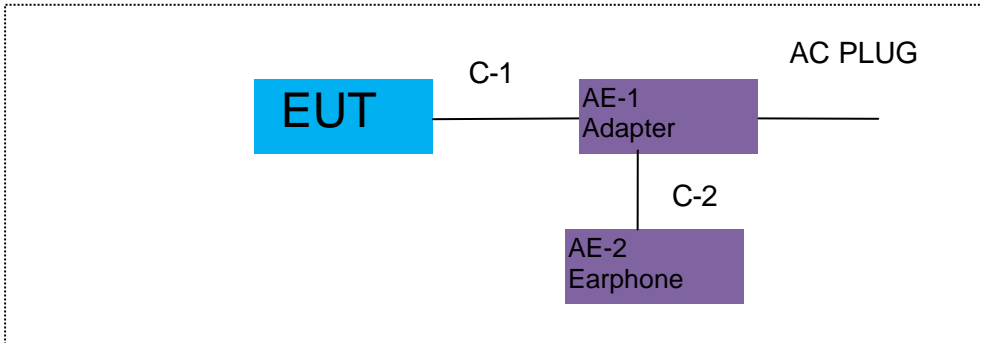 AC PLUG
C-1
EUT
AE-1
Adapter
C-2
AE-2
Earphone